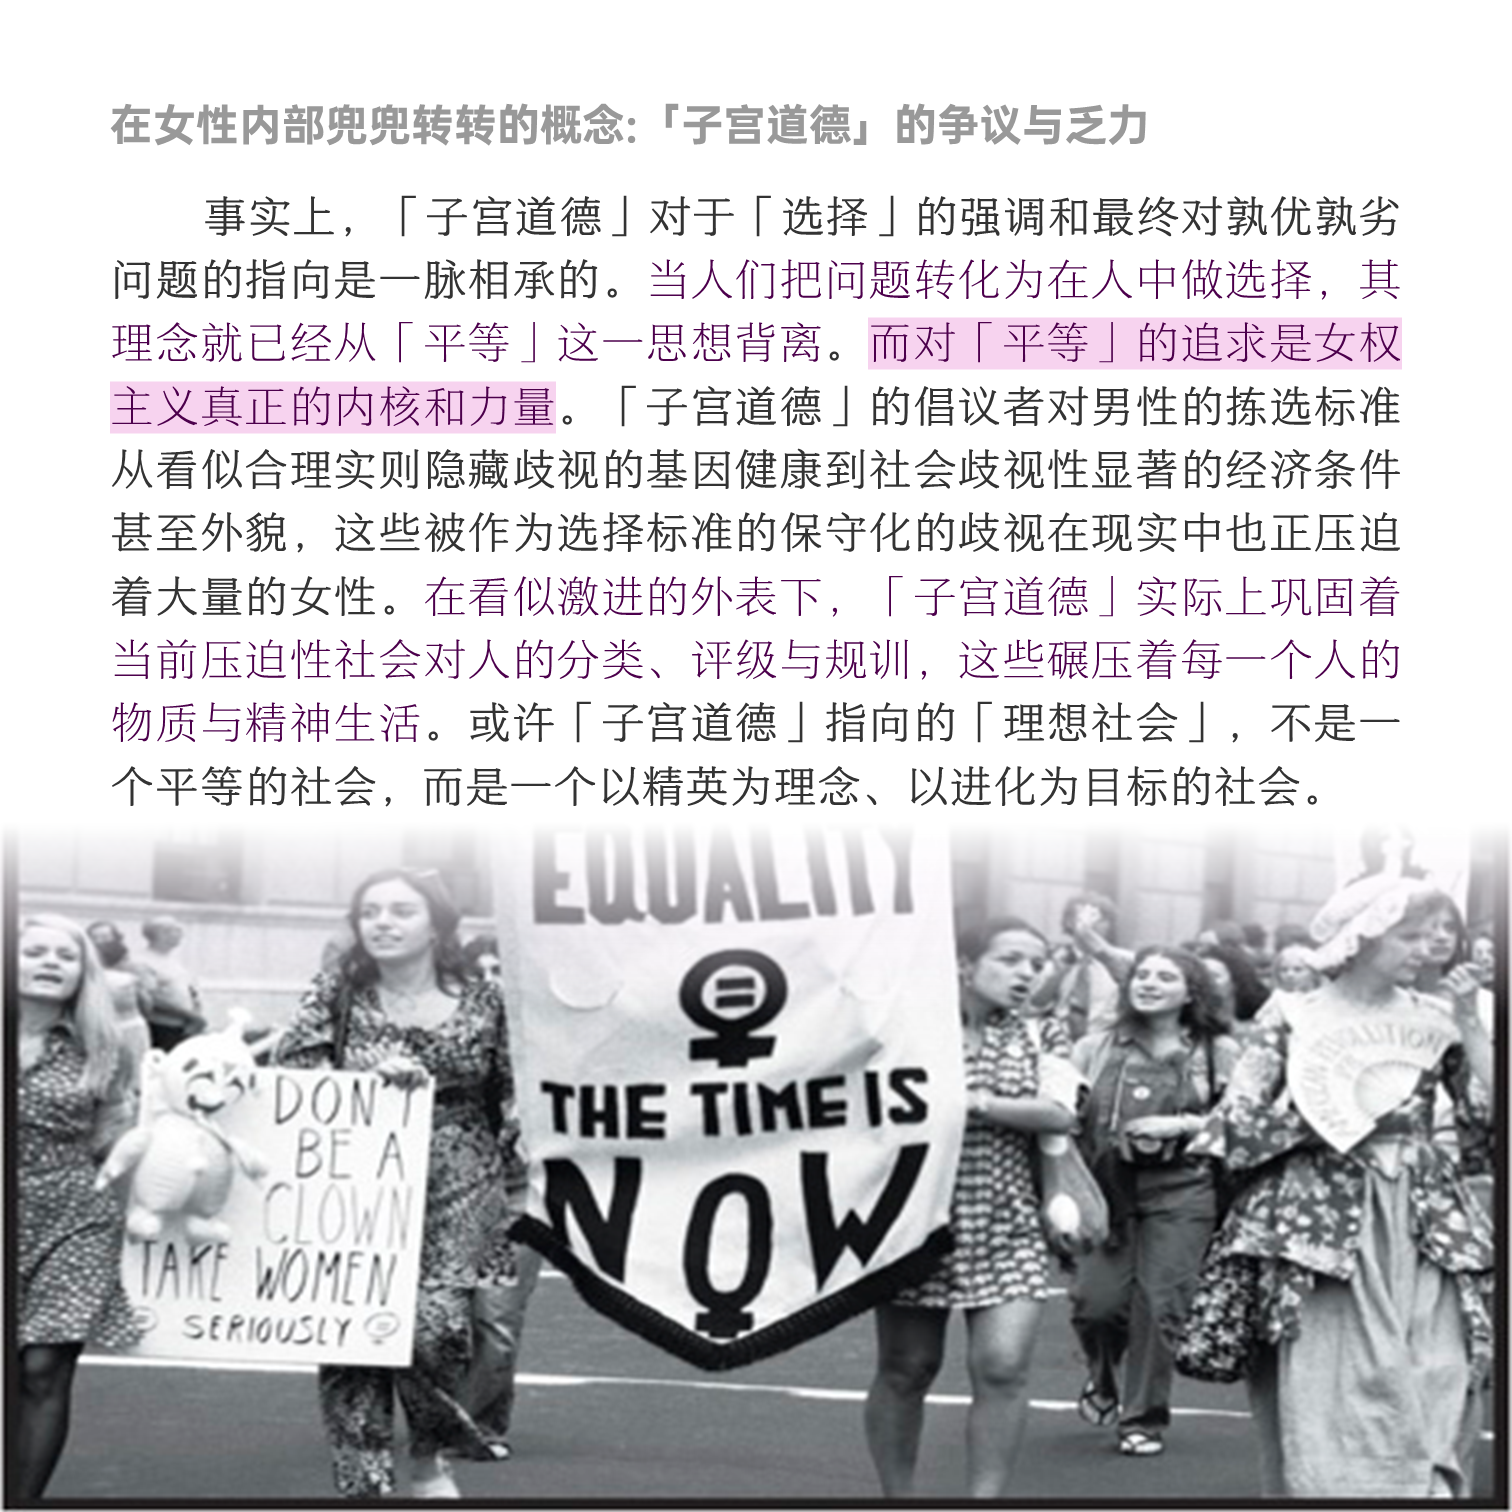 在女性内部兜兜转转的概念:「子宫道德」的争议与乏力
事实上，「子宫道德」对于「选择」的强调和最终对孰优孰劣
问题的指向是一脉相承的。当人们把问题转化为在人中做选择，其
理念就已经从「平等」这一思想背离。而对「平等」的追求是女权
主义真正的内核和力量。「子宫道德」的倡议者对男性的拣选标准
从看似合理实则隐藏歧视的基因健康到社会歧视性显著的经济条件
甚至外貌，这些被作为选择标准的保守化的歧视在现实中也正压迫
着大量的女性。在看似激进的外表下，「子宫道德」实际上巩固着
当前压迫性社会对人的分类、评级与规训，这些碾压着每一个人的
物质与精神生活。或许「子宫道德」指向的「理想社会」，不是一
个平等的社会，而是一个以精英为理念、以进化为目标的社会。
EQUALITY
THE TIME IS
NOW
DON'T
BE A
CLOWN
TAKE WOMEN
SERIOUSLY